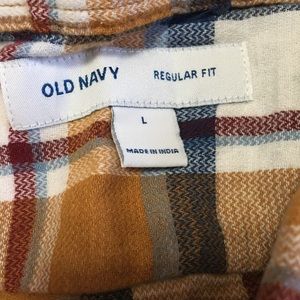 OLD NAVY REGULAR FIT
L
MADE IN INDIA